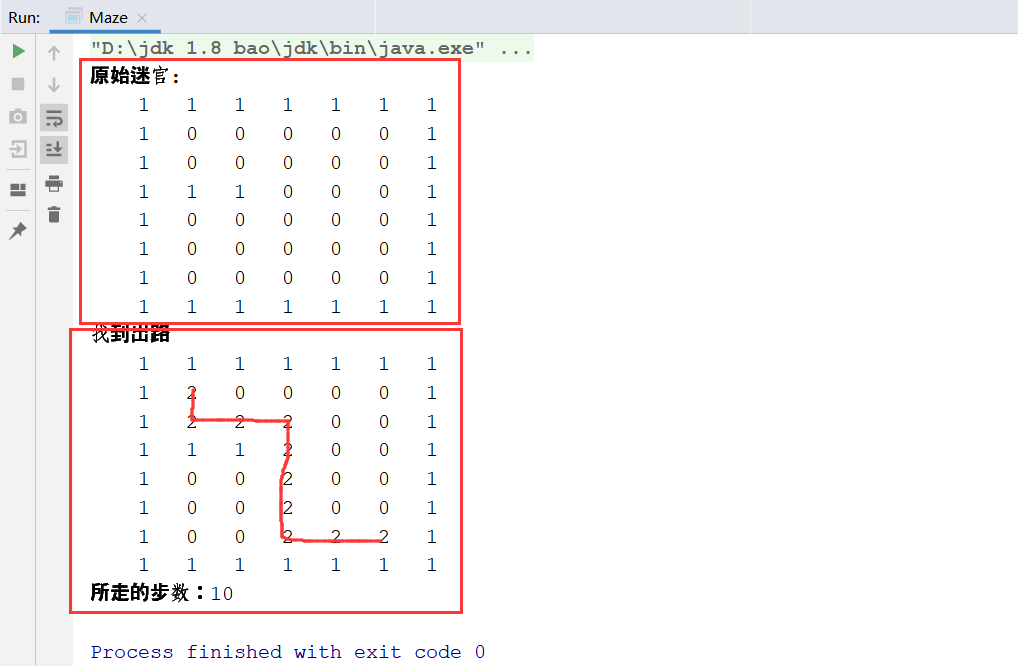 Run: Maze
"D:\jdk 1.8 bao\jdk\bin\java.exe" ...
原始迷宫:
1 1 1 1 1 1 1
1 0 0 0 0 0 1
1 0 0 0 0 0 1
1 1 1 0 0 0 1
1 0 0 0 0 0 1
1 0 0 0 0 0 1
1 0 0 0 0 0 1
1 1 1 1 1 1 1
找到出路
1 1 1 1 1 1 1
1 2 0 0 0 0 1
1 2 2 2 0 0 1
1 1 1 2 0 0 1
1 0 0 2 0 0 1
1 0 0 2 0 0 1
1 0 0 2 2 2 1
1 1 1 1 1 1 1
所走的步数：10
Process finished with exit code 0